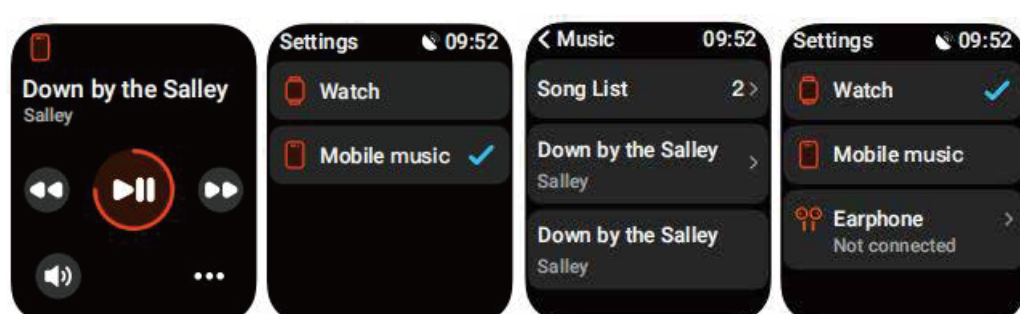 Down by the Salley
Salley
Settings 09:52
Watch
Mobile music
Music 09:52
Song List 2
Down by the Salley
Salley
Down by the Salley
Salley
Settings 09:52
Watch
Mobile music
Earphone
Not connected